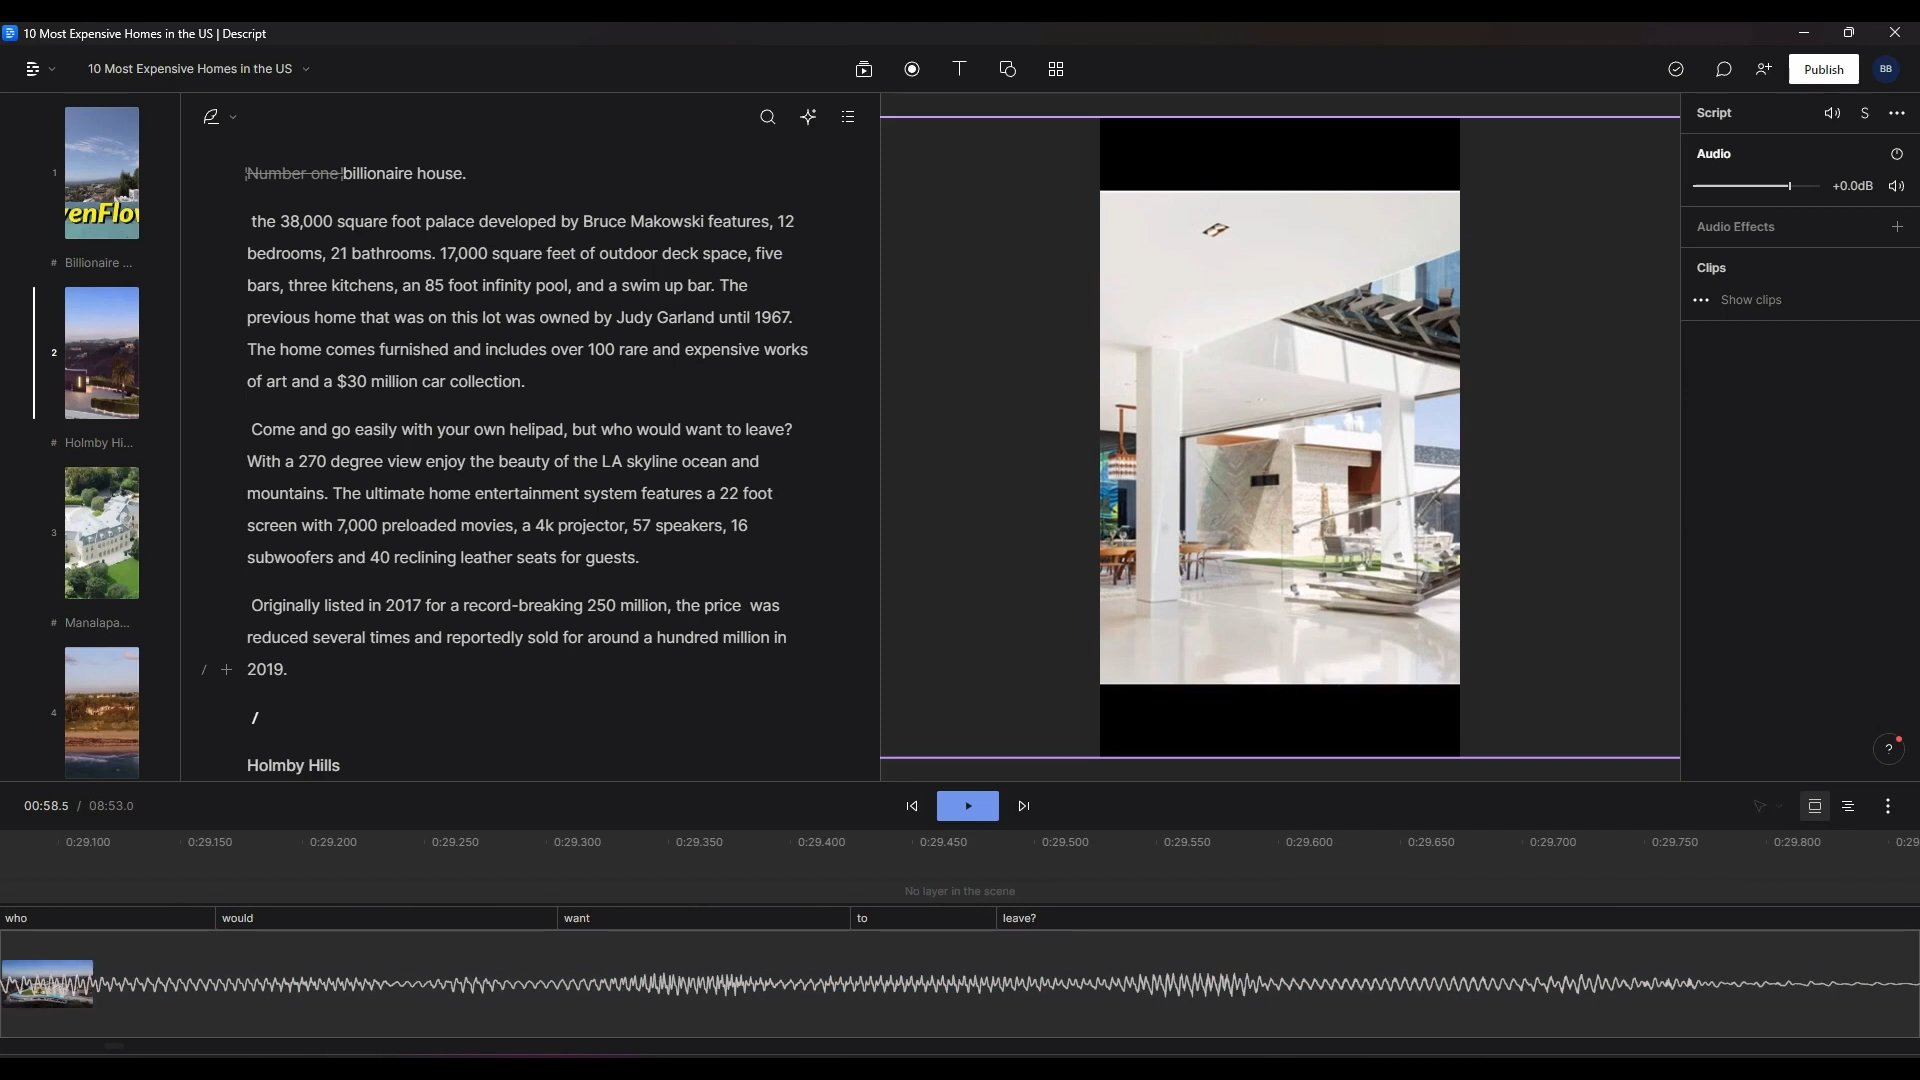 10 Most Expensive Homes in the US | Descript
10 Most Expensive Homes in the US
Publish
BB
1
venFlov
# Billionaire ...
2
# Holmby Hi...
3
# Manalapa...
4
Number one billionaire house.
the 38,000 square foot palace developed by Bruce Makowski features, 12
bedrooms, 21 bathrooms. 17,000 square feet of outdoor deck space, five
bars, three kitchens, an 85 foot infinity pool, and a swim up bar. The
previous home that was on this lot was owned by Judy Garland until 1967.
The home comes furnished and includes over 100 rare and expensive works
of art and a $30 million car collection.
Come and go easily with your own helipad, but who would want to leave?
With a 270 degree view enjoy the beauty of the LA skyline ocean and
mountains. The ultimate home entertainment system features a 22 foot
screen with 7,000 preloaded movies, a 4k projector, 57 speakers, 16
subwoofers and 40 reclining leather seats for guests.
Originally listed in 2017 for a record-breaking 250 million, the price was
reduced several times and reportedly sold for around a hundred million in
/ + 2019.
/
Holmby Hills
Script
S
Audio
+0.0dB
Audio Effects
Clips
Show clips
?
00:58.5 / 08:53.0
0:29.100 0:29.150 0:29.200 0:29.250 0:29.300 0:29.350 0:29.400 0:29.450 0:29.500 0:29.550 0:29.600 0:29.650 0:29.700 0:29.750 0:29.800 0:29
No layer in the scene
who would want to leave?